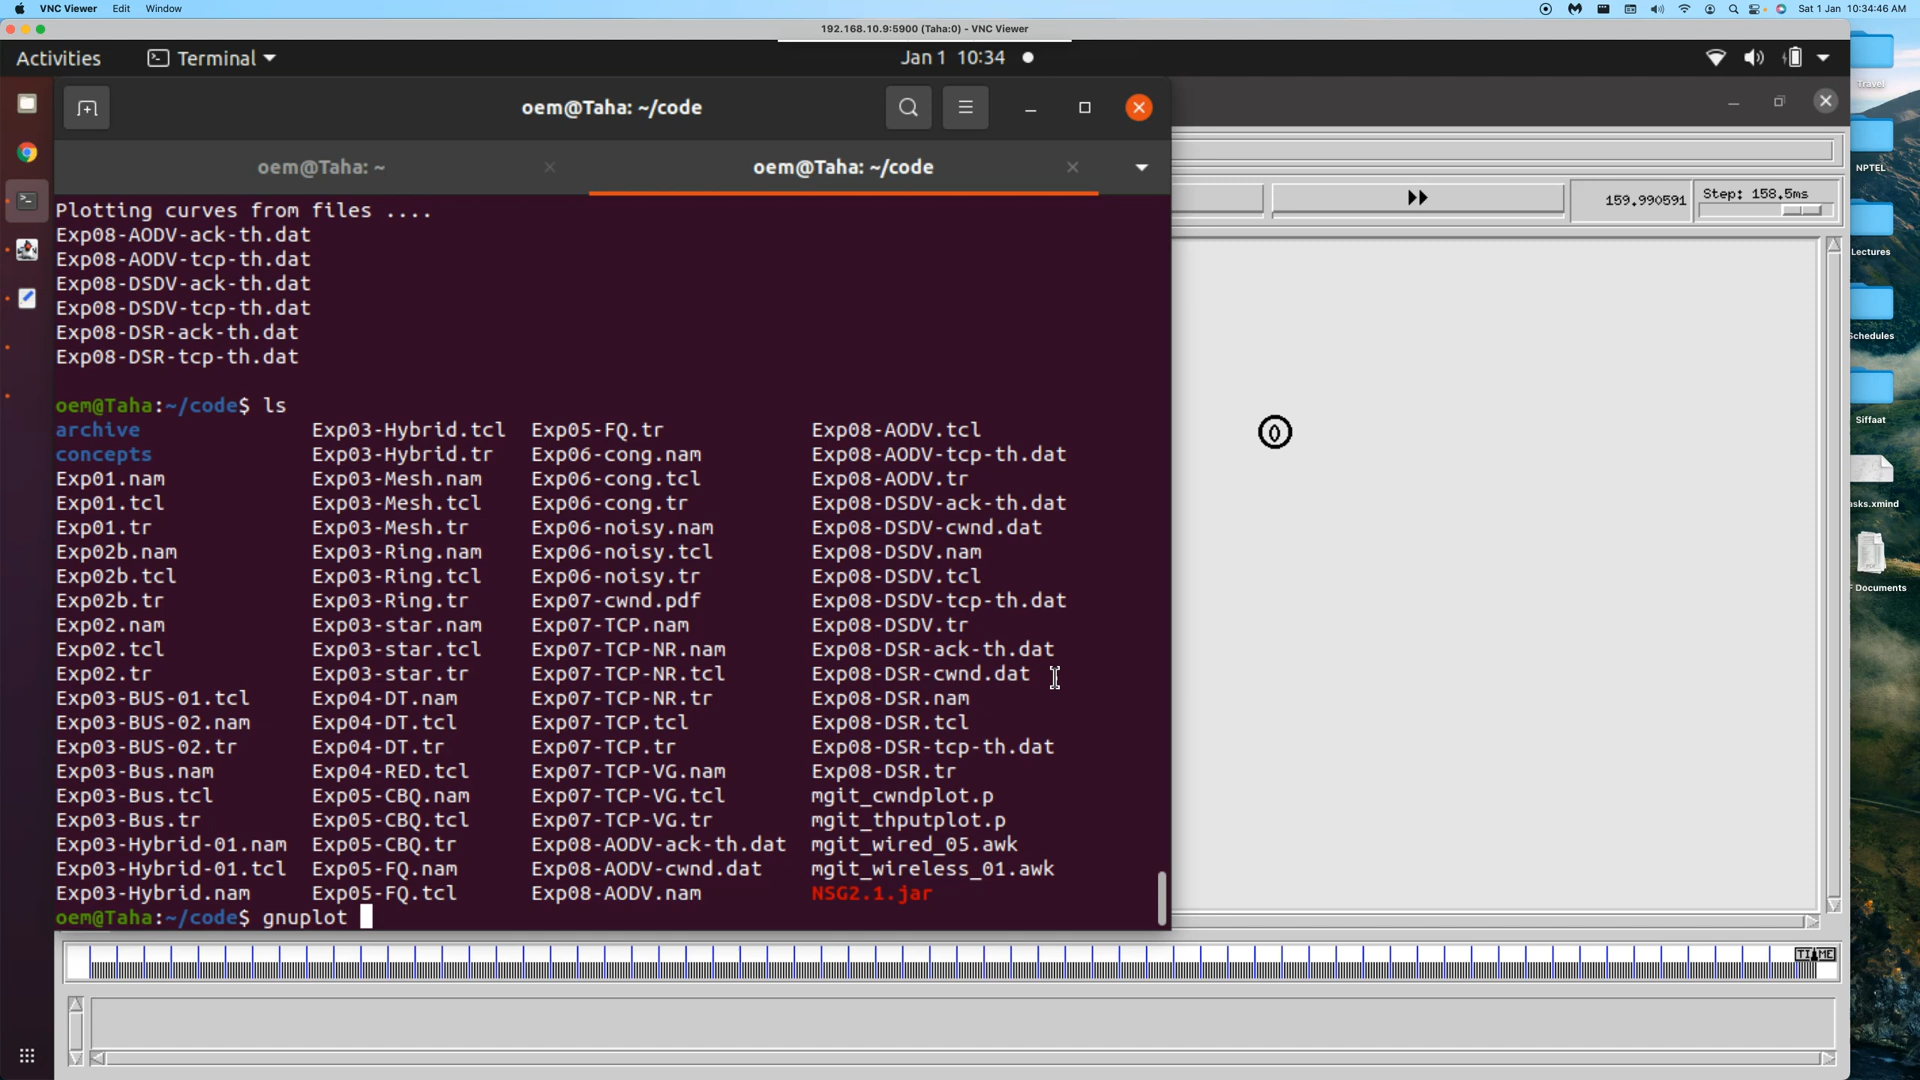 VNC Viewer Edit Window
Sat 1 Jan 10:34:46 AM
192.168.10.9:5900 (Taha:0) - VNC Viewer
Activities Terminal Jan 1 10:34
oem@Taha: ~/code
oem@Taha: ~ oem@Taha: ~/code
159.990591 Step: 158.5ms
Plotting curves from files ....
Exp08-AODV-ack-th.dat
Exp08-AODV-tcp-th.dat
Exp08-DSDV-ack-th.dat
Exp08-DSDV-tcp-th.dat
Exp08-DSR-ack-th.dat
Exp08-DSR-tcp-th.dat
oem@Taha:~/code$ ls
archive Exp03-Hybrid.tcl Exp05-FQ.tr Exp08-AODV.tcl
concepts Exp03-Hybrid.tr Exp06-cong.nam Exp08-AODV-tcp-th.dat
Exp01.nam Exp03-Mesh.nam Exp06-cong.tcl Exp08-AODV.tr
Exp01.tcl Exp03-Mesh.tcl Exp06-cong.tr Exp08-DSDV-ack-th.dat
Exp01.tr Exp03-Mesh.tr Exp06-noisy.nam Exp08-DSDV-cwnd.dat
Exp02b.nam Exp03-Ring.nam Exp06-noisy.tcl Exp08-DSDV.nam
Exp02b.tcl Exp03-Ring.tcl Exp06-noisy.tr Exp08-DSDV.tcl
Exp02b.tr Exp03-Ring.tr Exp07-cwnd.pdf Exp08-DSDV-tcp-th.dat
Exp02.nam Exp03-star.nam Exp07-TCP.nam Exp08-DSDV.tr
Exp02.tcl Exp03-star.tcl Exp07-TCP-NR.nam Exp08-DSR-ack-th.dat
Exp02.tr Exp03-star.tr Exp07-TCP-NR.tcl Exp08-DSR-cwnd.dat
Exp03-BUS-01.tcl Exp04-DT.nam Exp07-TCP-NR.tr Exp08-DSR.nam
Exp03-BUS-02.nam Exp04-DT.tcl Exp07-TCP.tcl Exp08-DSR.tcl
Exp03-BUS-02.tr Exp04-DT.tr Exp07-TCP.tr Exp08-DSR-tcp-th.dat
Exp03-Bus.nam Exp04-RED.tcl Exp07-TCP-VG.nam Exp08-DSR.tr
Exp03-Bus.tcl Exp05-CBQ.nam Exp07-TCP-VG.tcl mgit_cwndplot.p
Exp03-Bus.tr Exp05-CBQ.tcl Exp07-TCP-VG.tr mgit_thputplot.p
Exp03-Hybrid-01.nam Exp05-CBQ.tr Exp08-AODV-ack-th.dat mgit_wired_05.awk
Exp03-Hybrid-01.tcl Exp05-FQ.nam Exp08-AODV-cwnd.dat mgit_wireless_01.awk
Exp03-Hybrid.nam Exp05-FQ.tcl Exp08-AODV.nam NSG2.1.jar
oem@Taha:~/code$ gnuplot
0
TIME
Travel
NPTEL
Lectures
Schedules
Siffaat
asks.xmind
Documents